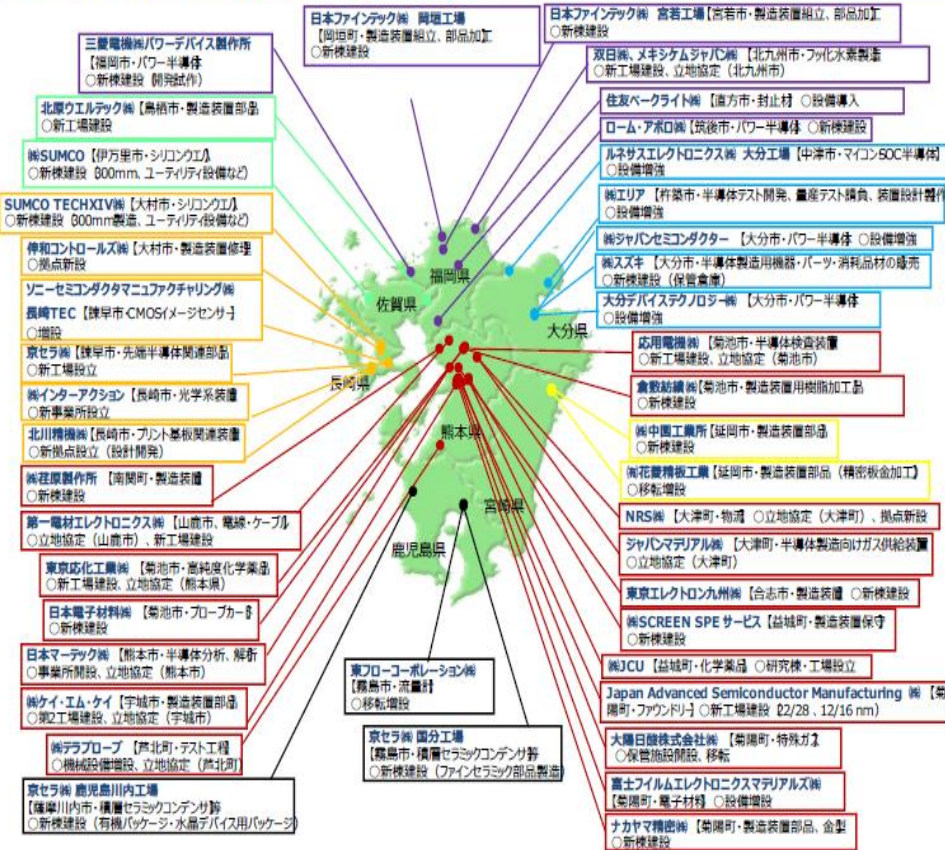 日本ファインテック㈱ 岡垣工場
【岡垣町・製造装置組立、部品加工】
○新棟建設
日本ファインテック㈱ 宮若工場【宮若市・製造装置組立、部品加工
○新棟建設
三菱電機㈱パワーデバイス製作所
【福岡市・パワー半導体
○新棟建設 開発試作)
双日㈱、メキシケムジャパン㈱【北九州市・フッ化水素製造
○新工場建設、立地協定（北九州市）
北原ウエルテック㈱【鳥栖市・製造装置部品
○新工場建設
住友ベークライト㈱【直方市・封止材 ○設備導入
ローム・アポロ㈱【筑後市・パワー半導体 ○新棟建設
㈱SUMCO【伊万里市・シリコンウエハ
○新棟建設 300mm、ユーティリティ設備など)
ルネサスエレクトロニクス㈱ 大分工場【中津市・マイコンSOC半導体】
○設備増強
SUMCO TECHXIV㈱【大村市・シリコンウエハ
○新棟建設（300mm製造、ユーティリティ設備など）
㈱エリア【杵築市・半導体テスト開発、量産テスト請負、装置設計製作
○設備増強
伸和コントロールズ㈱【大村市・製造装置修理
○拠点新設
㈱ジャパンセミコンダクター【大分市・パワー半導体 ○設備増強
ソニーセミコンダクタマニュファクチャリング㈱
長崎TEC【諫早市・CMOSイメージセンサー】
○増設
㈱スズキ【大分市・半導体製造用機器・パーツ・消耗品材の販売
○新棟建設（保管倉庫）
大分デバイステクノロジー㈱【大分市・パワー半導体
○設備増強
京セラ㈱【諫早市・先端半導体関連部品
○新工場設立
応用電機㈱【菊池市・半導体検査装置
○新工場建設、立地協定（菊池市）
㈱インターアクション【長崎市・光学系装置
○新事業所設立
倉敷紡績㈱【菊池市・製造装置用樹脂加工品
○新棟建設
北川精機㈱【長崎市・プリント基板関連装置
○新拠点設立（設計開発）
㈱中園工業所【延岡市・製造装置部品
○新棟建設
㈱荏原製作所【南関町・製造装置
○新棟建設
㈲花菱精板工業【延岡市・製造装置部品（精密板金加工）
○移転増設
第一電材エレクトロニクス㈱【山鹿市、電線・ケーブル
○立地協定（山鹿市）、新工場建設
NRS㈱【大津町・物流 ○立地協定（大津町）、拠点新設
東京応化工業㈱【菊池市・高純度化学薬品
○新工場建設、立地協定（熊本県）
ジャパンマテリアル㈱【大津町・半導体製造向けガス供給装置
○立地協定（大津町）
日本電子材料㈱【菊池市・プローブカード
○新棟建設
東京エレクトロン九州㈱【合志市・製造装置 ○新棟建設
日本マーテック㈱【熊本市・半導体分析、解析
○事業所開設、立地協定（熊本市）
㈱SCREEN SPE サービス【益城町・製造装置保守
○新棟建設
㈱JCU【益城町・化学薬品 ○研究棟・工場設立
㈱ケイ・エム・ケイ【宇城市・製造装置部品
○第2工場建設、立地協定（宇城市）
Japan Advanced Semiconductor Manufacturing ㈱【菊
陽町・ファウンドリー】○新工場建設 22/28、12/16 nm）
㈱テラプローブ【芦北町・テスト工程
○機械設備増設、立地協定（芦北町）
大陽日酸株式会社㈱【菊陽町・特殊ガス
○保管施設開設、移転
京セラ㈱ 鹿児島川内工場
【薩摩川内市・積層セラミックコンデンサ等
○新棟建設（有機パッケージ・水晶デバイス用パッケージ）
富士フイルムエレクトロニクスマテリアルズ㈱
【菊陽町・電子材料 ○設備増設
ナカヤマ精密㈱【菊陽町・製造装置部品、金型
○新棟建設
東フローコーポレーション㈱
【霧島市・流量計
○移転増設
京セラ㈱ 国分工場
【霧島市・積層セラミックコンデンサ等
○新棟建設（ファインセラミック部品製造）
福岡県
佐賀県
大分県
長崎県
熊本県
宮崎県
鹿児島県